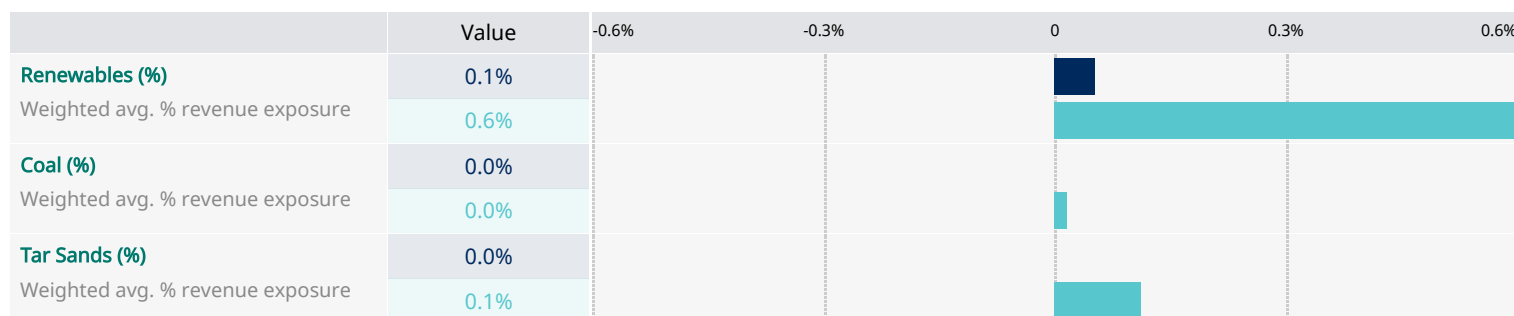 Value -0.6% -0.3% 0 0.3% 0.6%
Renewables (%) 0.1%
Weighted avg. % revenue exposure 0.6%
Coal (%) 0.0%
Weighted avg. % revenue exposure 0.0%
Tar Sands (%) 0.0%
Weighted avg. % revenue exposure 0.1%